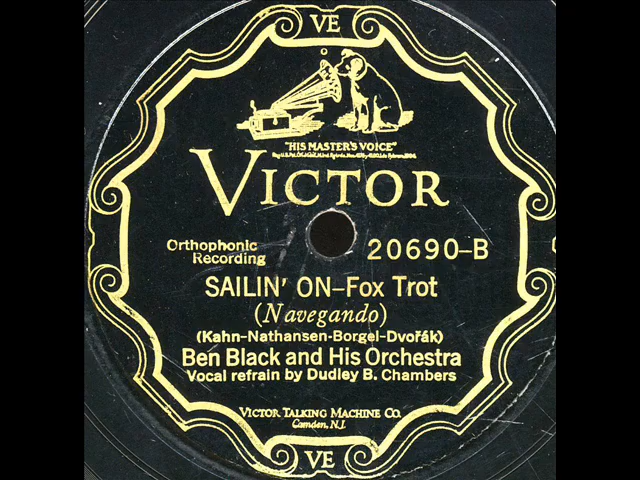 VE
"HIS MASTER'S VOICE"
VICTOR
Orthophonic
Recording
20690-B
SAILIN' ON-Fox Trot
(Navegando)
(Kahn-Nathansen-Borgel-Dvořák)
Ben Black and His Orchestra
Vocal refrain by Dudley B. Chambers
VICTOR TALKING MACHINE CO.
Camden, N.J.
VE